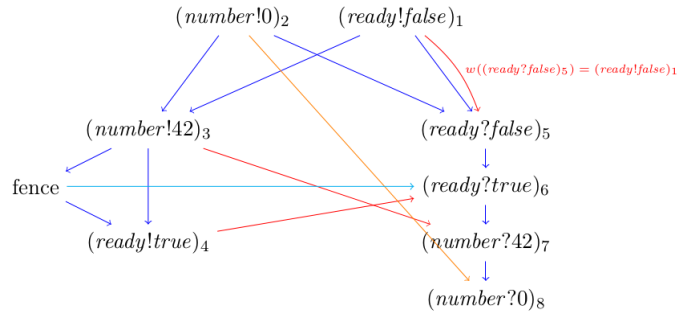 (number!0)₂ (ready!false)₁
w((ready?false)₅) = (ready!false)₁
(number!42)₃ (ready?false)₅
fence (ready?true)₆
(ready!true)₄ (number?42)₇
(number?0)₈